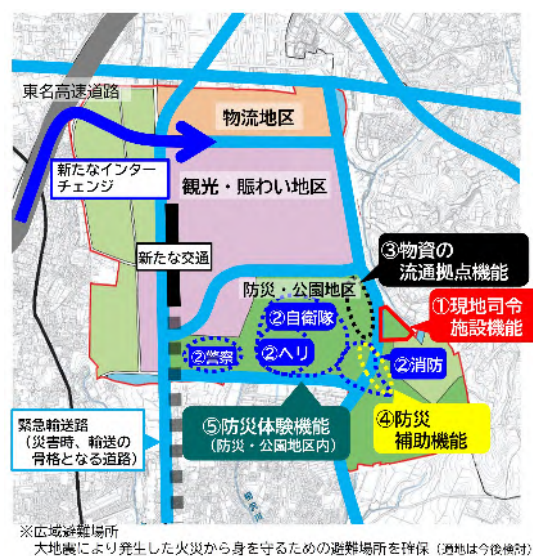 東名高速道路
物流地区
新たなインター
チェンジ
観光・賑わい地区
新たな交通
③物資の
流通拠点機能
防災・公園地区
①現地司令
施設機能
②自衛隊
②警察
②ヘリ
②消防
⑤防災体験機能
(防災・公園地区内)
④防災
補助機能
緊急輸送路
(災害時、輸送の
骨格となる道路)
※広域避難場所
大地震により発生した火災から身を守るための避難場所を確保(適地は今後検討)